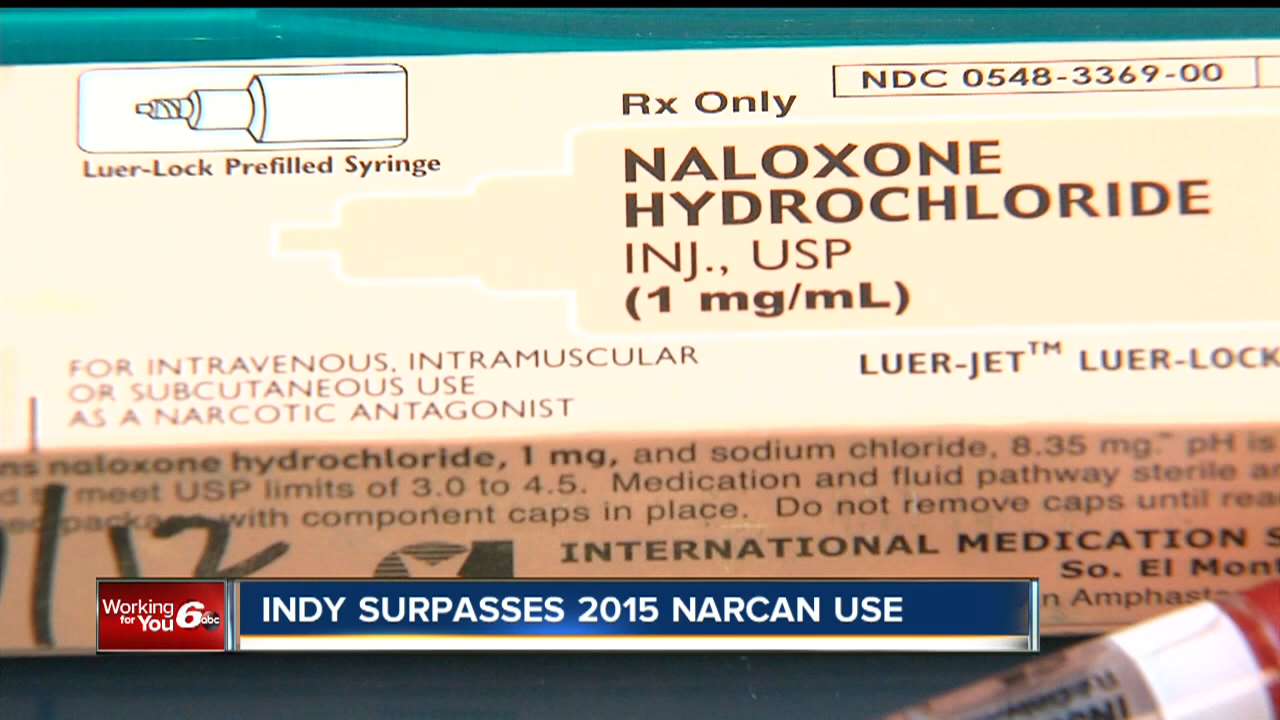 Luer-Lock Prefilled Syringe
Rx Only
NDC 0548-3369-00
NALOXONE
HYDROCHLORIDE
INJ., USP
(1 mg/mL)
FOR INTRAVENOUS, INTRAMUSCULAR
OR SUBCUTANEOUS USE
AS A NARCOTIC ANTAGONIST
LUER-JET™ LUER-LOCK
naloxone hydrochloride, 1 mg, and sodium chloride, 8.35 mg. pH is
meet USP limits of 3.0 to 4.5. Medication and fluid pathway sterile
package with component caps in place. Do not remove caps until
12
INTERNATIONAL MEDICATION S
So. El Mont
Working
for
You
6
abc
INDY SURPASSES 2015 NARCAN USE